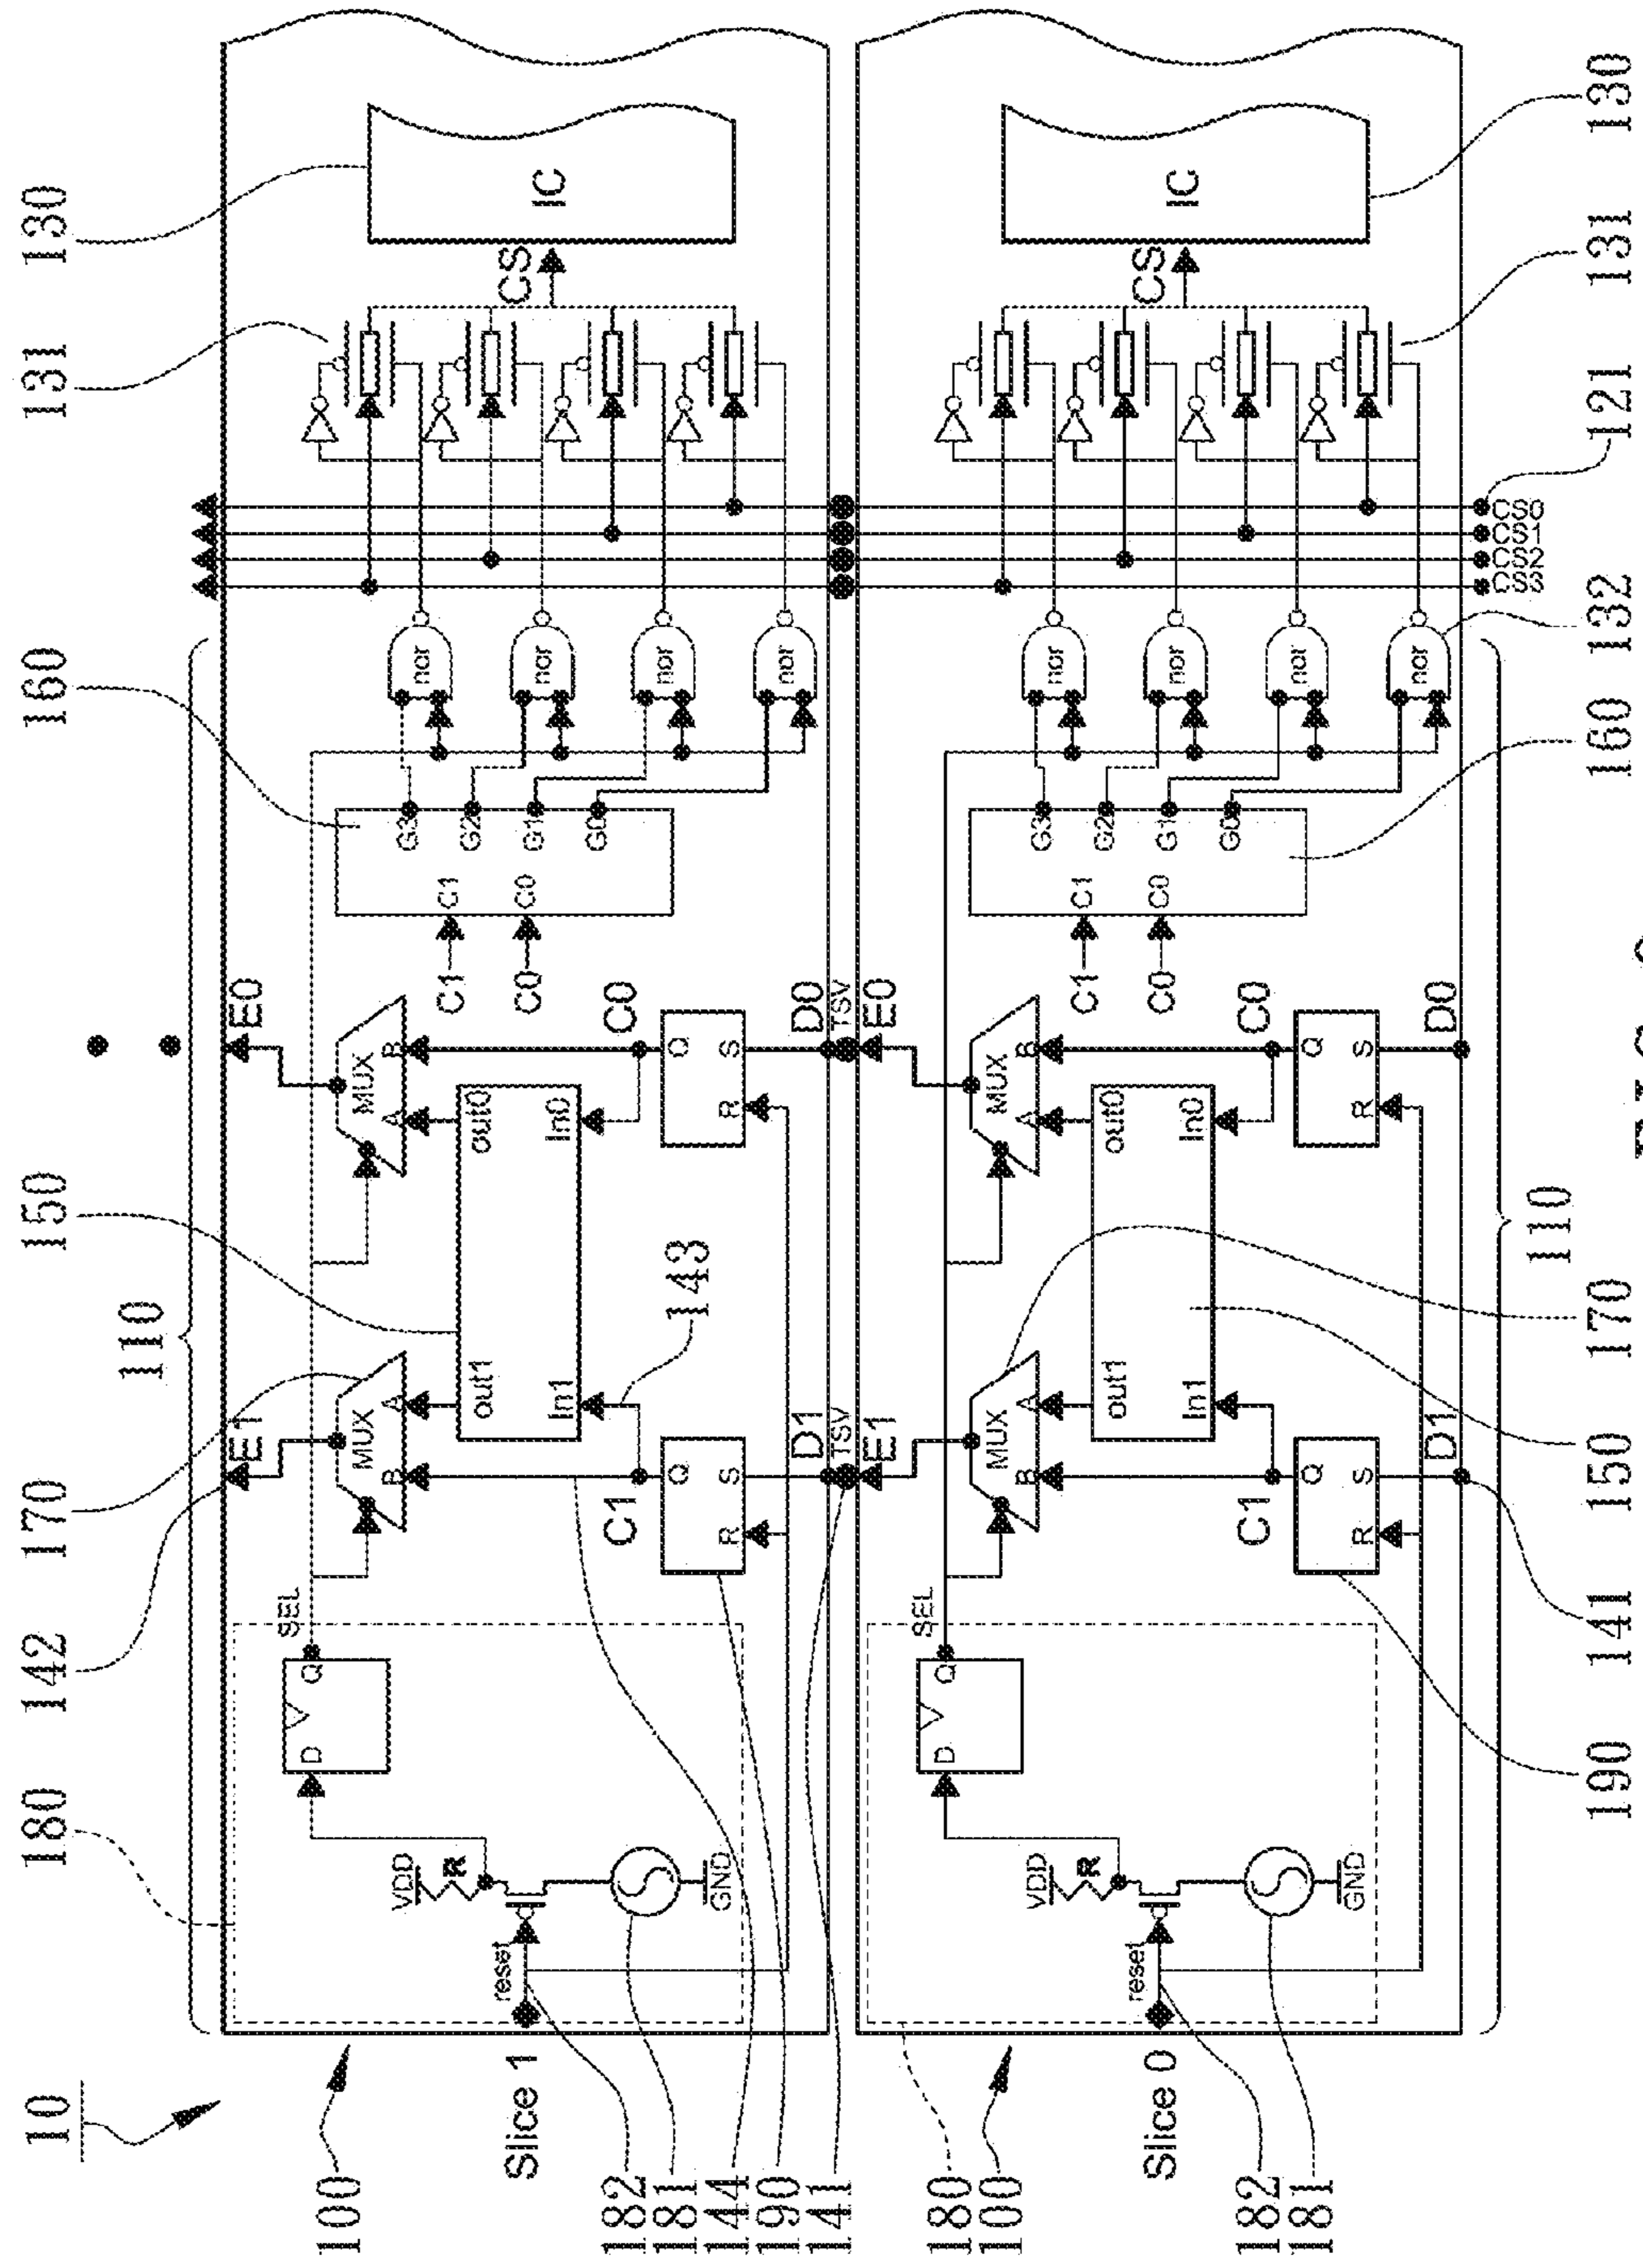 10
180
142
170
110
150
160
131
130
100
Slice 1
reset
VDD
R
GND
D
Q
SEL
E1
MUX
B
A
E0
MUX
A
B
out1
out0
In1
In0
143
C1
C0
Q
R
S
Q
R
S
D1
D0
TSV
TSV
C1
C0
C1
C0
G3
G2
G1
G0
nor
nor
nor
nor
CS
IC
182
181
144
190
141
180
100
Slice 0
reset
VDD
R
GND
D
Q
SEL
E1
MUX
B
A
E0
MUX
A
B
out1
out0
In1
In0
C1
C0
Q
R
S
Q
R
S
D1
D0
C1
C0
C1
C0
G3
G2
G1
G0
nor
nor
nor
nor
CS
IC
CS0
CS1
CS2
CS3
182
181
190
141
150
170
110
160
132
121
131
130